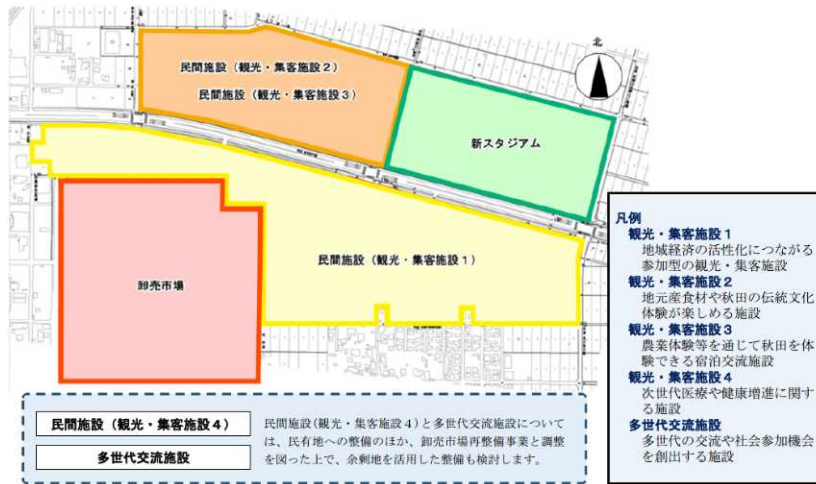 民間施設（観光・集客施設２）
民間施設（観光・集客施設３）
北
新スタジアム
民間施設（観光・集客施設１）
卸売市場
凡例
観光・集客施設１
地域経済の活性化につながる
参加型の観光・集客施設
観光・集客施設２
地元産食材や秋田の伝統文化
体験が楽しめる施設
観光・集客施設３
農業体験等を通じて秋田を体
験できる宿泊交流施設
観光・集客施設４
次世代医療や健康増進に関す
る施設
多世代交流施設
多世代の交流や社会参加機会
を創出する施設
民間施設（観光・集客施設４）
多世代交流施設
民間施設(観光・集客施設４)と多世代交流施設について
は、民有地への整備のほか、卸売市場再整備事業と調整
を図った上で、余剰地を活用した整備も検討します。